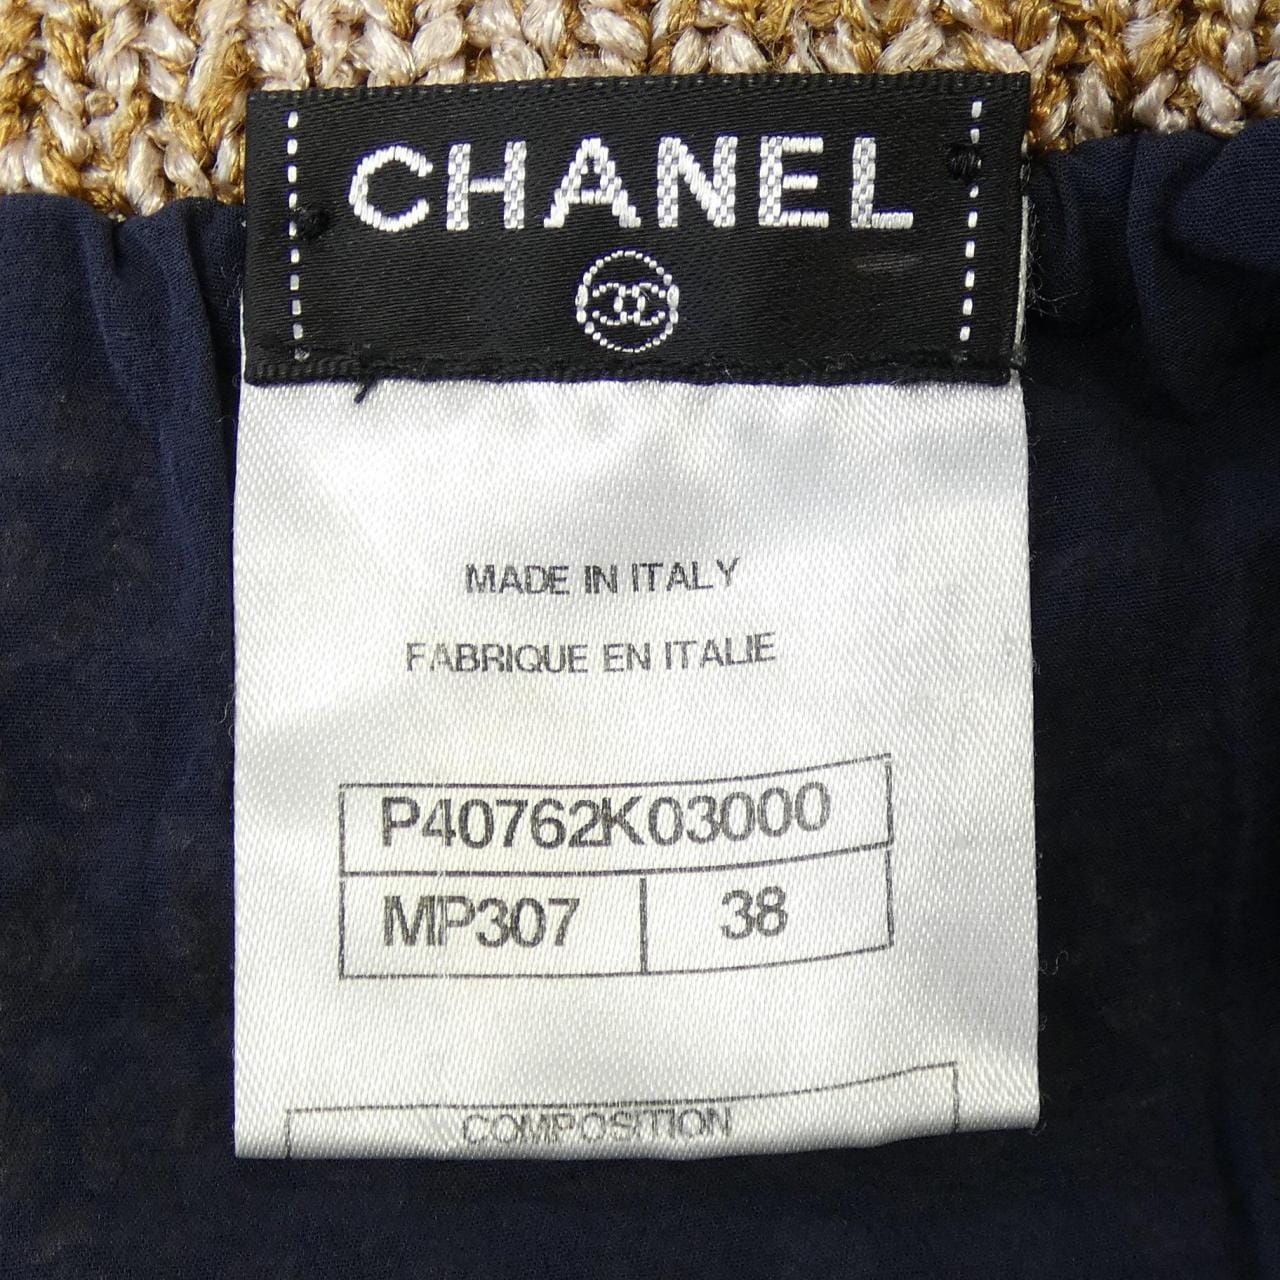 CHANEL
MADE IN ITALY
FABRIQUE EN ITALIE
P40762K03000
MP307 38
COMPOSITION